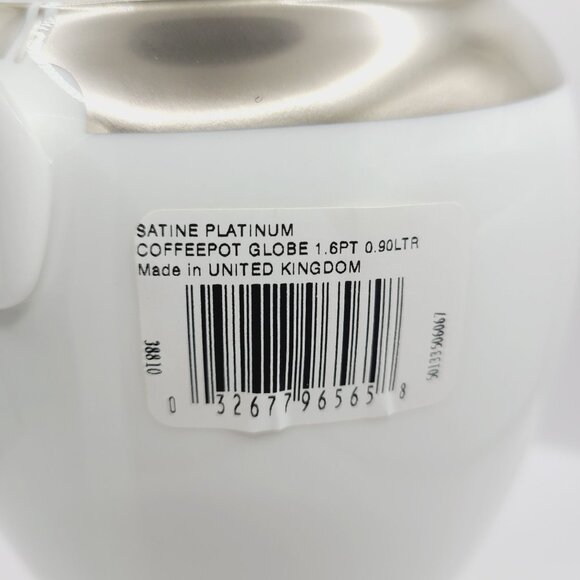 SATINE PLATINUM
COFFEEPOT GLOBE 1.6PT 0.90LTR
Made in UNITED KINGDOM
38810
0 32677 96565 8